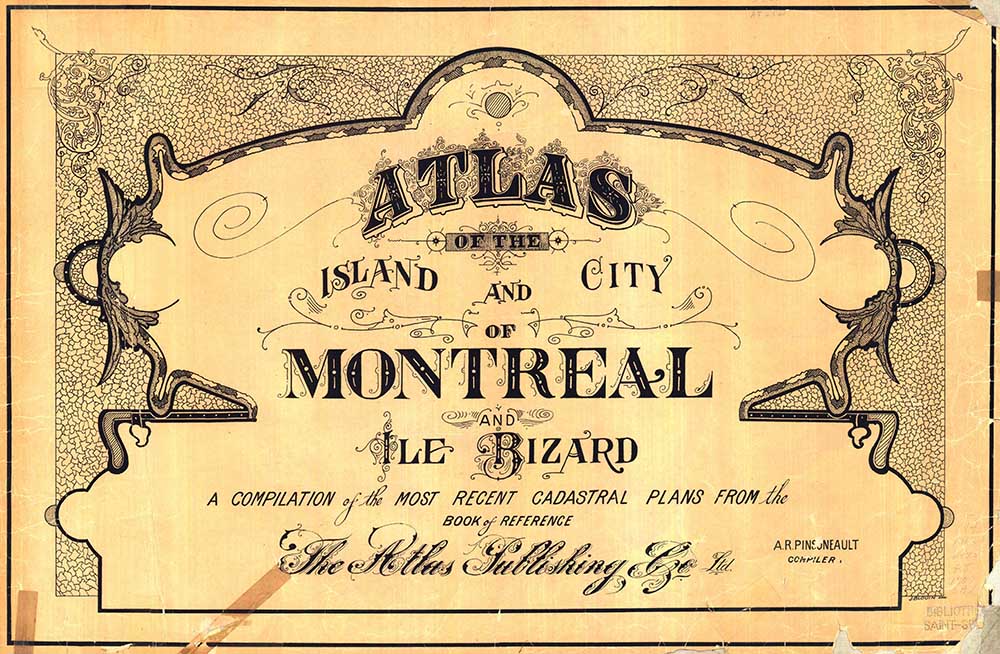 ATLAS
OF THE
ISLAND AND CITY
OF
MONTREAL
AND
ILE BIZARD
A COMPILATION of the MOST RECENT CADASTRAL PLANS FROM the
BOOK of REFERENCE
The Atlas Publishing Co Ltd.
A.R. PINSONEAULT
COMPILER.